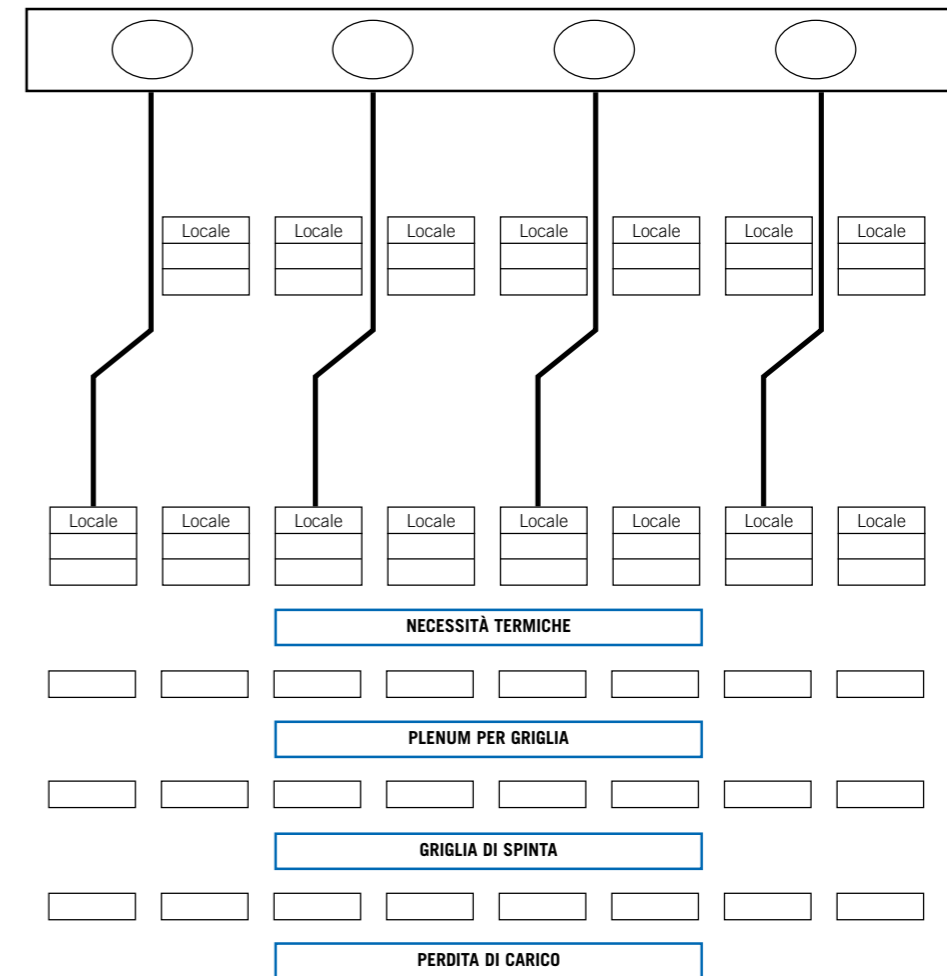 Locale Locale Locale Locale Locale Locale Locale
Locale Locale Locale Locale Locale Locale Locale Locale
NECESSITÀ TERMICHE
PLENUM PER GRIGLIA
GRIGLIA DI SPINTA
PERDITA DI CARICO